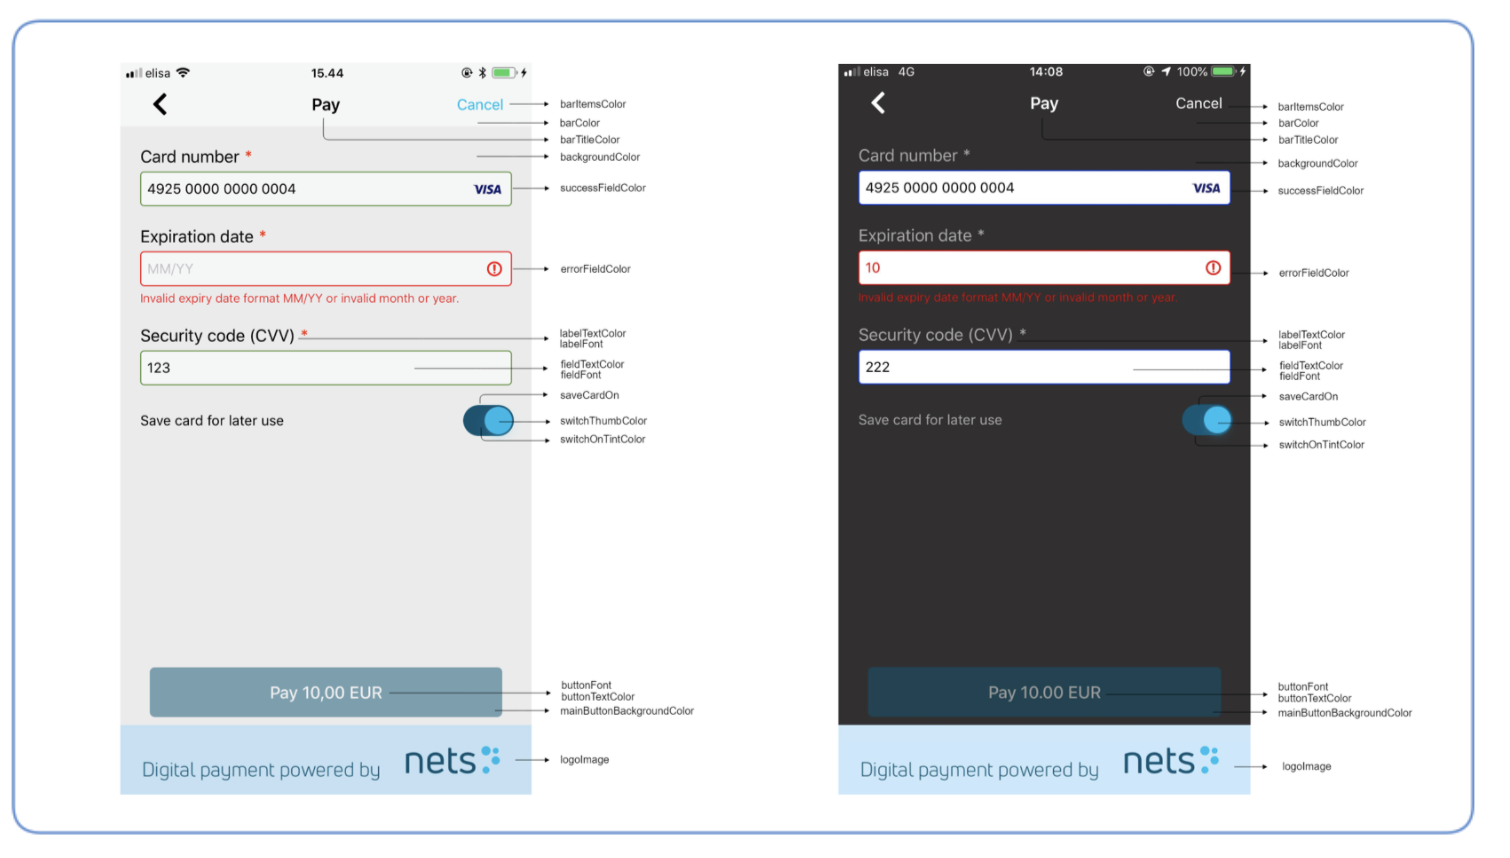 elisa 15.44
Pay
Cancel
barItemsColor
barColor
barTitleColor
Card number *
backgroundColor
4925 0000 0000 0004 VISA
successFieldColor
Expiration date *
MM/YY
errorFieldColor
Invalid expiry date format MM/YY or invalid month or year.
Security code (CVV) *
labelTextColor
labelFont
123
fieldTextColor
fieldFont
saveCardOn
Save card for later use
switchThumbColor
switchOnTintColor
Pay 10,00 EUR
buttonFont
buttonTextColor
mainButtonBackgroundColor
Digital payment powered by nets
logoImage
elisa 4G 14:08 100%
Pay
Cancel
barItemsColor
barColor
barTitleColor
Card number *
backgroundColor
4925 0000 0000 0004 VISA
successFieldColor
Expiration date *
10
errorFieldColor
Invalid expiry date format MM/YY or invalid month or year.
Security code (CVV) *
labelTextColor
labelFont
222
fieldTextColor
fieldFont
saveCardOn
Save card for later use
switchThumbColor
switchOnTintColor
Pay 10.00 EUR
buttonFont
buttonTextColor
mainButtonBackgroundColor
Digital payment powered by nets
logoImage